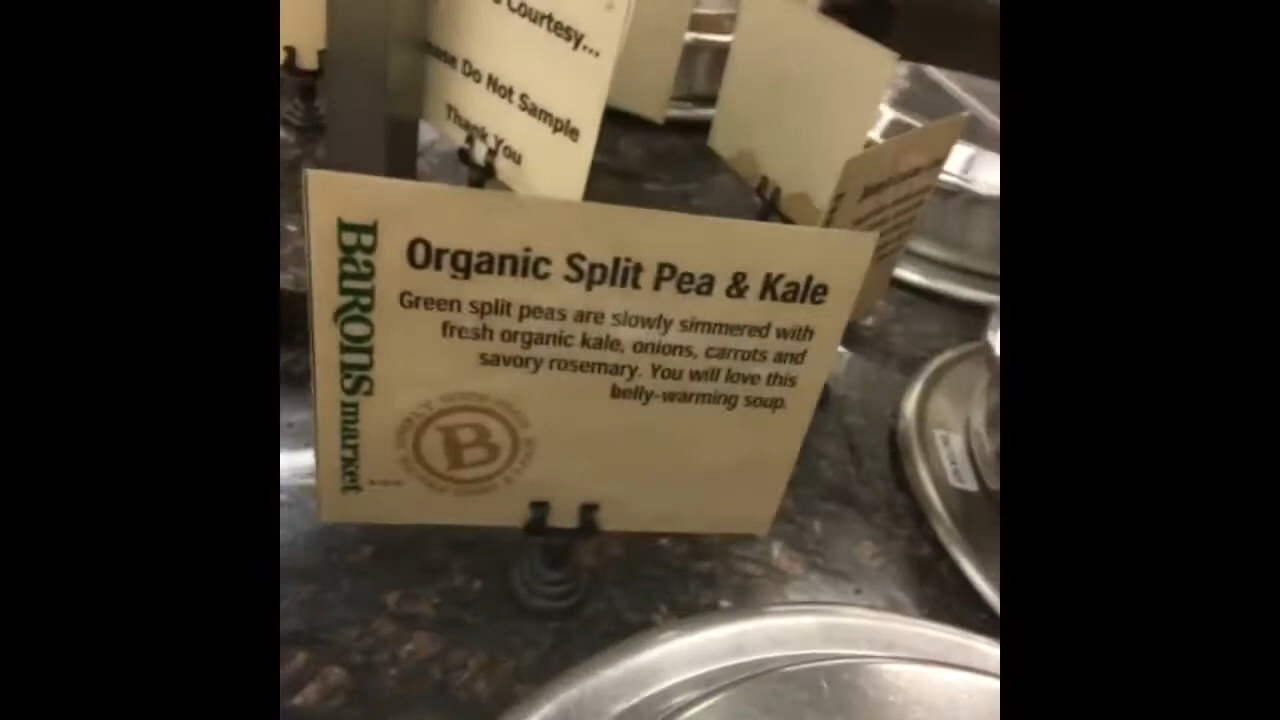 Courtesy...
Do Not Sample
Thank You
Organic Split Pea & Kale
Green split peas are slowly simmered with
fresh organic kale, onions, carrots and
savory rosemary. You will love this
belly-warming soup.
BARONS market
B